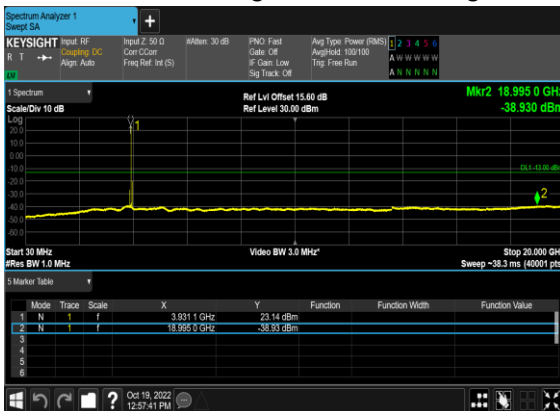 Spectrum Analyzer 1
Swept SA
KEYSIGHT Input: RF Input Z: 50 Ω #Atten: 30 dB PNO: Fast Avg Type: Power (RMS) 1 2 3 4 5 6
R T Coupling: DC Corr CCorr Gate: Off Avg|Hold: 100/100 A W W W W W
Align: Auto Freq Ref: Int (S) IF Gain: Low Trig: Free Run
Sig Track: Off A N N N N N
LW
1 Spectrum Ref Lvl Offset 15.60 dB Mkr2 18.995 0 GHz
Scale/Div 10 dB Ref Level 30.00 dBm -38.930 dBm
Log
20.0 1
10.0
0.00
-10.0 DL1 -13.00 dBm
-20.0
-30.0 2
-40.0
-50.0
-60.0
Start 30 MHz Video BW 3.0 MHz* Stop 20.000 GH
#Res BW 1.0 MHz Sweep ~38.3 ms (40001 pts
5 Marker Table
Mode Trace Scale X Y Function Function Width Function Value
1 N 1 f 3.931 1 GHz 23.14 dBm
2 N 1 f 18.995 0 GHz -38.93 dBm
3
4
5
6
? Oct 19, 2022
12:57:41 PM